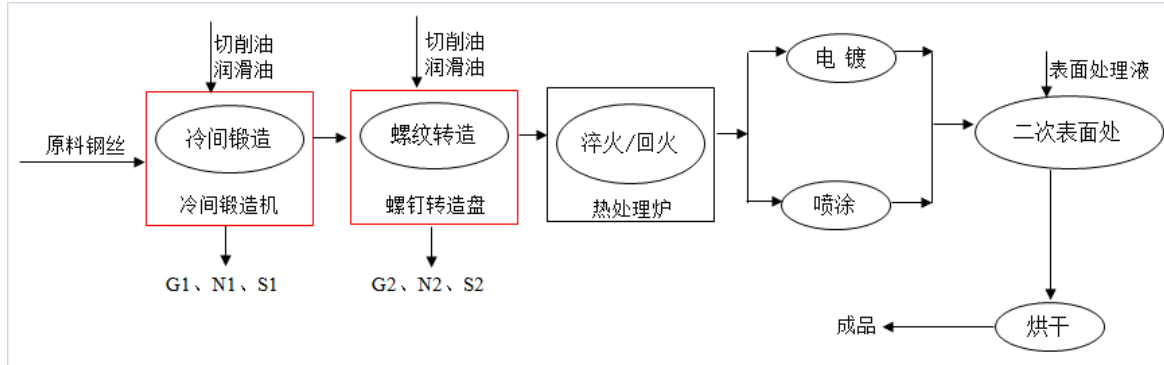 切削油
润滑油
切削油
润滑油
原料钢丝
冷间锻造
冷间锻造机
螺纹转造
螺钉转造盘
淬火/回火
热处理炉
电 镀
喷涂
表面处理液
二次表面处
G1、N1、S1
G2、N2、S2
烘干
成品